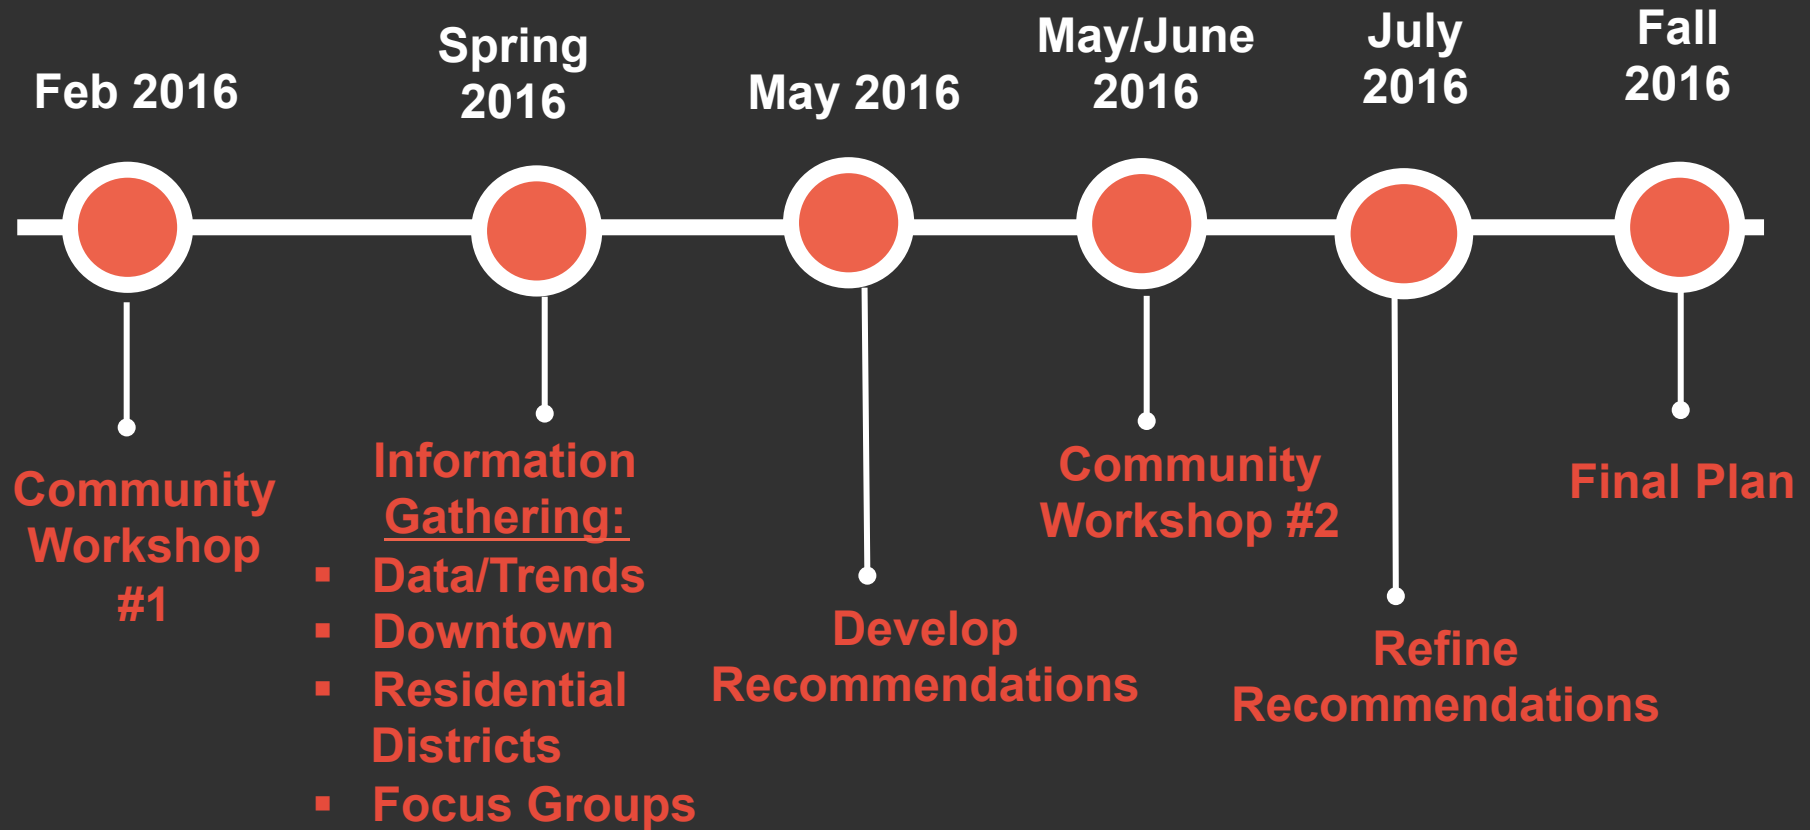 Feb 2016
Spring
2016
May 2016
May/June
2016
July
2016
Fall
2016
Community
Workshop
#1
Information
Gathering:
▪ Data/Trends
▪ Downtown
▪ Residential
Districts
▪ Focus Groups
Develop
Recommendations
Community
Workshop #2
Refine
Recommendations
Final Plan